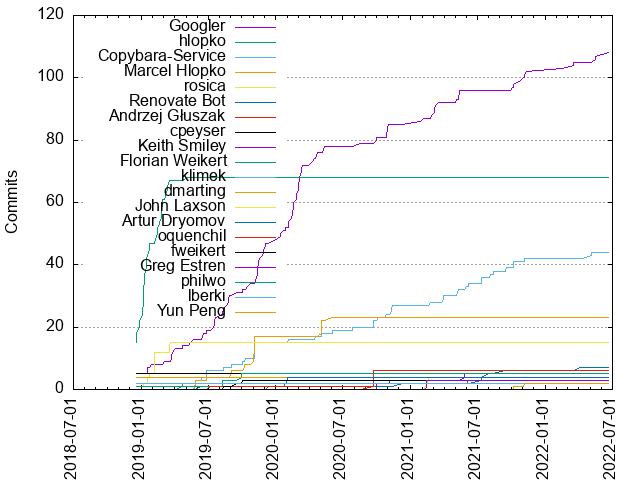 120
100
80
60
40
20
0
Commits
Googler
hlopko
Copybara-Service
Marcel Hlopko
rosica
Renovate Bot
Andrzej Głuszak
cpeyser
Keith Smiley
Florian Weikert
klimek
dmarting
John Laxson
Artur Dryomov
oquenchil
fweikert
Greg Estren
philwo
lberki
Yun Peng
2018-07-01
2019-01-01
2019-07-01
2020-01-01
2020-07-01
2021-01-01
2021-07-01
2022-01-01
2022-07-01